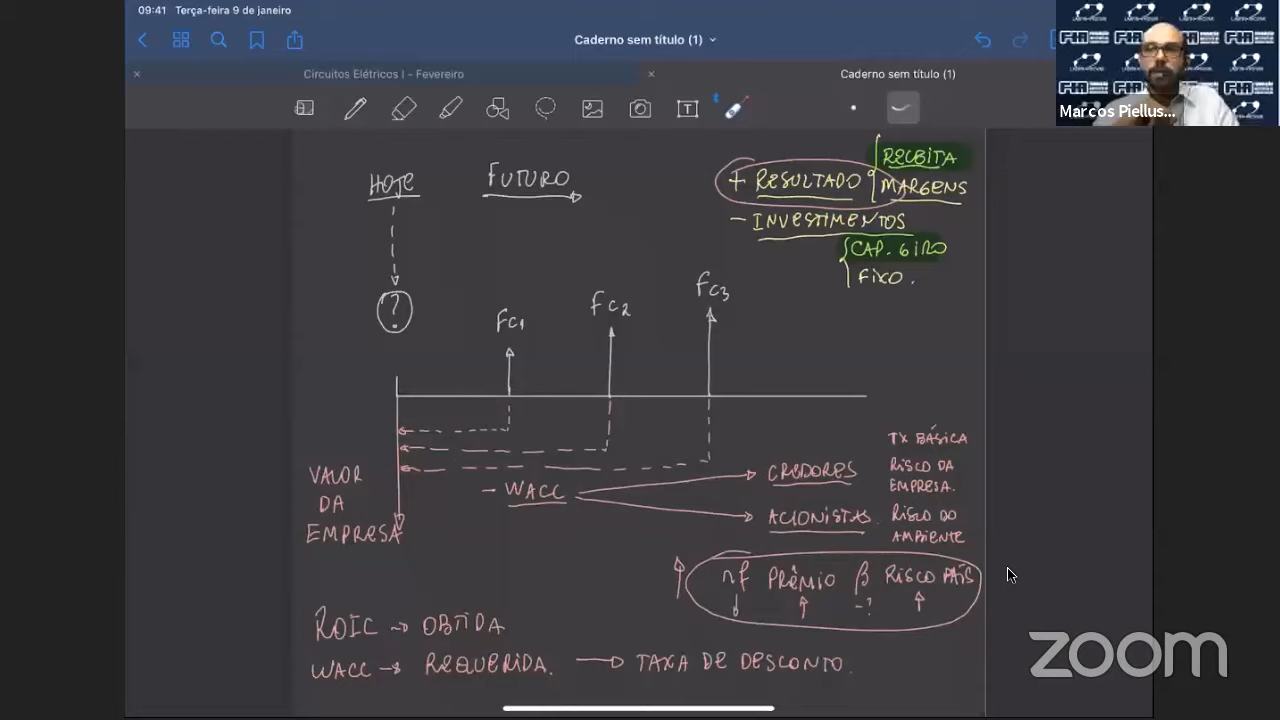 09:41 Terça-feira 9 de janeiro
Caderno sem título (1)
Circuitos Elétricos I - Fevereiro
Caderno sem título (1)
Marcos Piellus...
HOJE
FUTURO
+ RESULTADO
RECEITA
MARGENS
- INVESTIMENTOS
CAP. GIRO
FIXO.
?
FC1
FC2
FC3
VALOR
DA
EMPRESA
- WACC
CREDORES
ACIONISTAS
TX BÁSICA
RISCO DA
EMPRESA.
RISCO DO
AMBIENTE
rf PRÊMIO β RISCO PAÍS
-?
ROIC → OBTIDA
WACC → REQUERIDA. → TAXA DE DESCONTO.
zoom